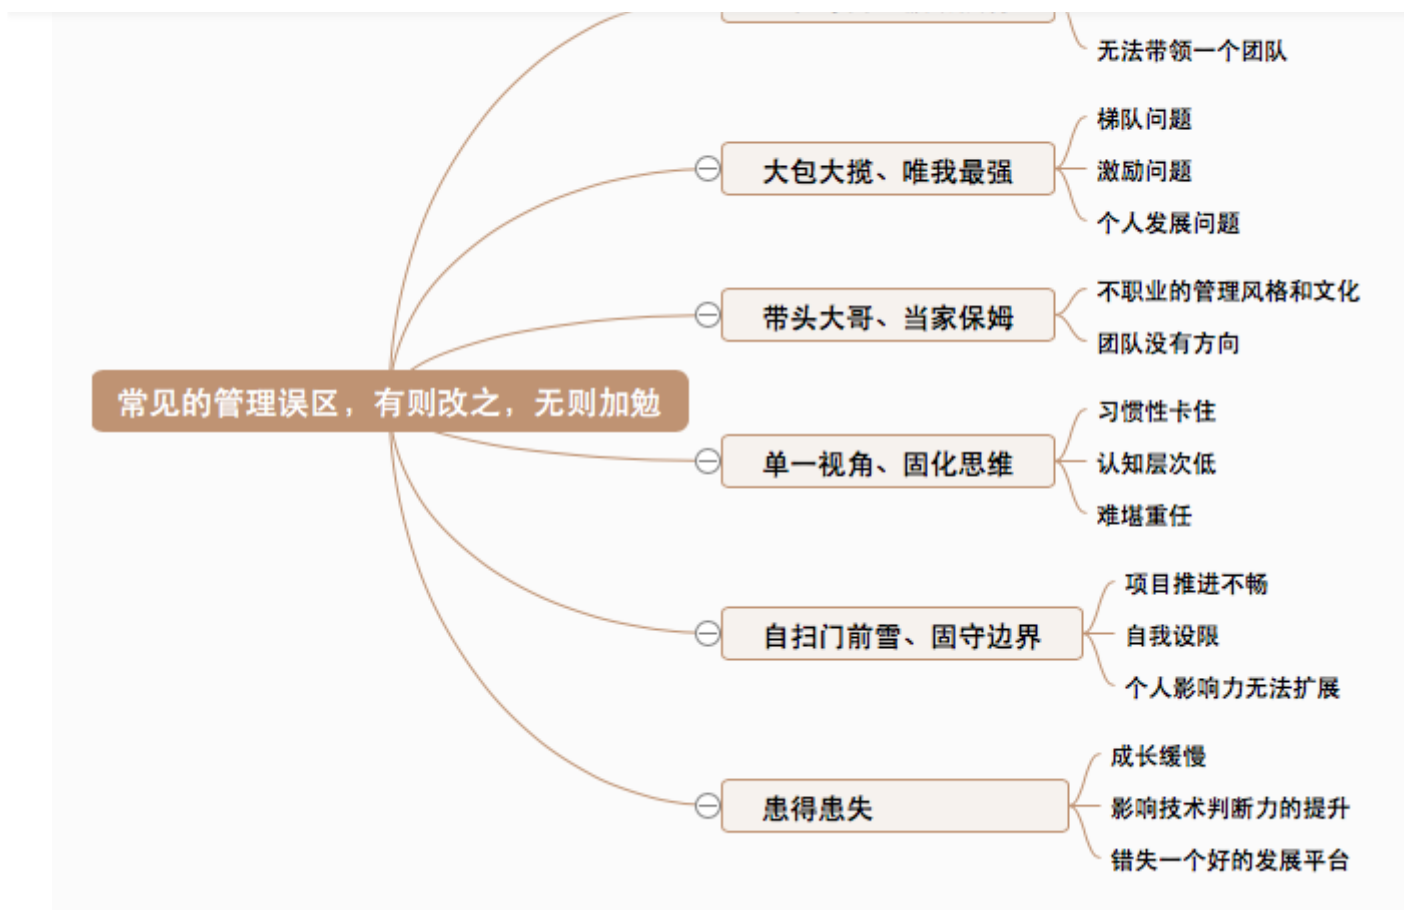 无法带领一个团队
大包大揽、唯我最强
梯队问题
激励问题
个人发展问题
带头大哥、当家保姆
不职业的管理风格和文化
团队没有方向
常见的管理误区，有则改之，无则加勉
单一视角、固化思维
习惯性卡住
认知层次低
难堪重任
自扫门前雪、固守边界
项目推进不畅
自我设限
个人影响力无法扩展
患得患失
成长缓慢
影响技术判断力的提升
错失一个好的发展平台